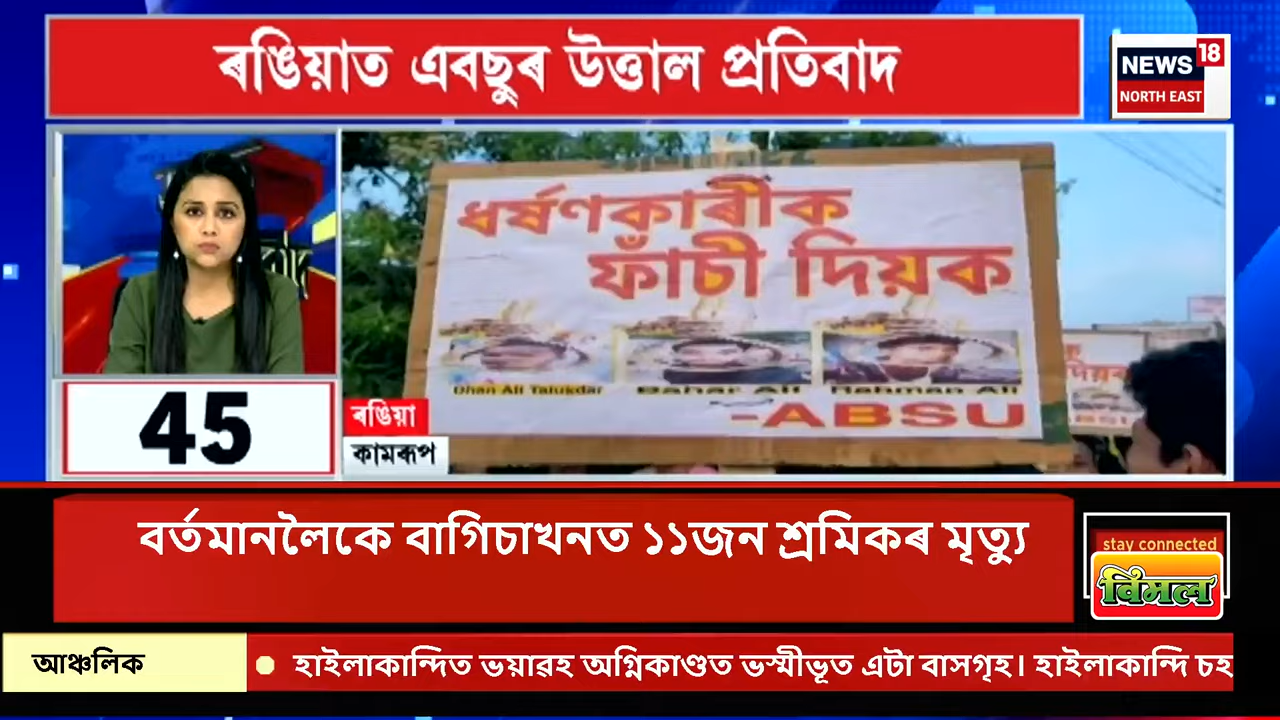 ৰঙিয়াত এবছুৰ উত্তাল প্ৰতিবাদ
NEWS 18
NORTH EAST
ধৰ্ষণকাৰীক
ফাঁচী দিয়ক
Dhan Ali Talukdar
Bahar Ali
Rahman Ali
-ABSU
45
ৰঙিয়া
কামৰূপ
বৰ্তমানলৈকে বাগিচাখনত ১১জন শ্ৰমিকৰ মৃত্যু
stay connected
বিমল
আঞ্চলিক
হাইলাকান্দিত ভয়াৱহ অগ্নিকাণ্ডত ভস্মীভূত এটা বাসগৃহ। হাইলাকান্দি চহ